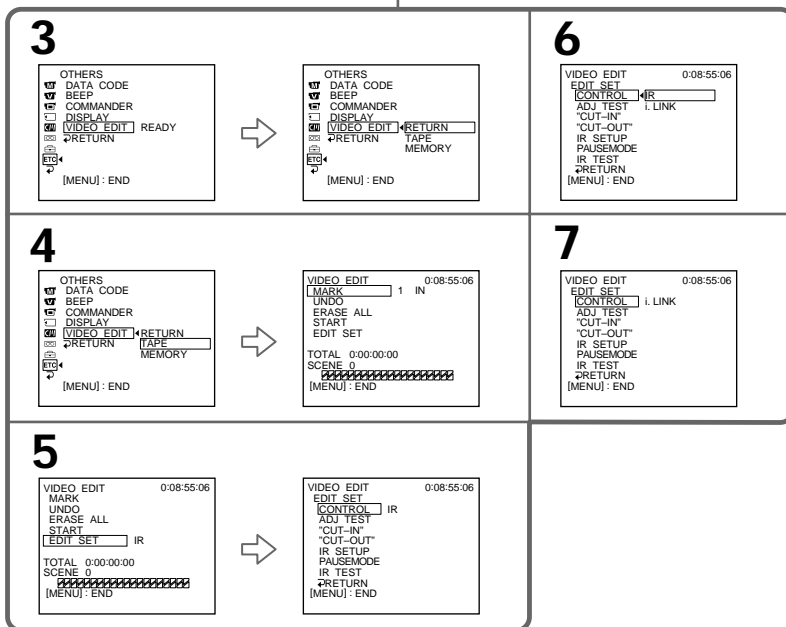 3
OTHERS
DATA CODE
BEEP
COMMANDER
DISPLAY
VIDEO EDIT READY
RETURN
ETC
[MENU] : END
OTHERS
DATA CODE
BEEP
COMMANDER
DISPLAY
VIDEO EDIT RETURN
RETURN TAPE
MEMORY
ETC
[MENU] : END
6
VIDEO EDIT 0:08:55:06
EDIT SET
CONTROL IR
ADJ TEST i. LINK
"CUT–IN"
"CUT–OUT"
IR SETUP
PAUSEMODE
IR TEST
RETURN
[MENU] : END
4
OTHERS
DATA CODE
BEEP
COMMANDER
DISPLAY
VIDEO EDIT RETURN
RETURN TAPE
MEMORY
ETC
[MENU] : END
VIDEO EDIT 0:08:55:06
MARK 1 IN
UNDO
ERASE ALL
START
EDIT SET
TOTAL 0:00:00:00
SCENE 0
[MENU] : END
7
VIDEO EDIT 0:08:55:06
EDIT SET
CONTROL i. LINK
ADJ TEST
"CUT–IN"
"CUT–OUT"
IR SETUP
PAUSEMODE
IR TEST
RETURN
[MENU] : END
5
VIDEO EDIT 0:08:55:06
MARK
UNDO
ERASE ALL
START
EDIT SET IR
TOTAL 0:00:00:00
SCENE 0
[MENU] : END
VIDEO EDIT 0:08:55:06
EDIT SET
CONTROL IR
ADJ TEST
"CUT–IN"
"CUT–OUT"
IR SETUP
PAUSEMODE
IR TEST
RETURN
[MENU] : END